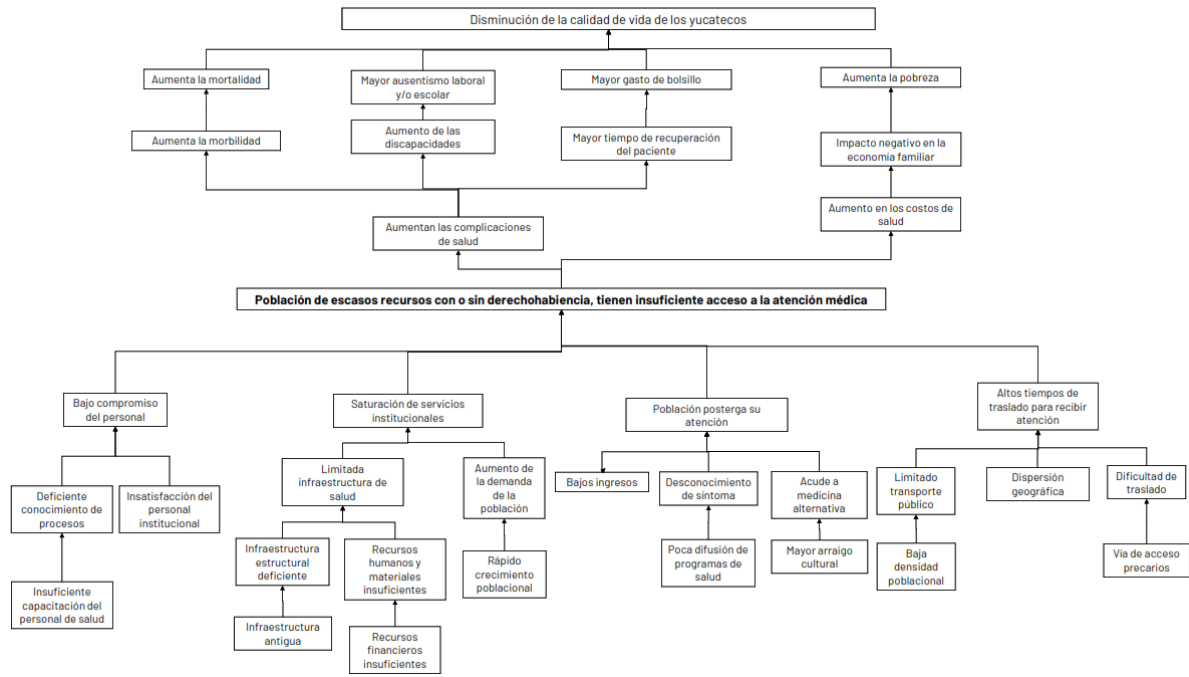 Disminución de la calidad de vida de los yucatecos
Aumenta la mortalidad
Mayor ausentismo laboral
y/o escolar
Mayor gasto de bolsillo
Aumenta la pobreza
Aumenta la morbilidad
Aumento de las
discapacidades
Mayor tiempo de recuperación
del paciente
Impacto negativo en la
economía familiar
Aumentan las complicaciones
de salud
Aumento en los costos de
salud
Población de escasos recursos con o sin derechohabiencia, tienen insuficiente acceso a la atención médica
Bajo compromiso
del personal
Saturación de servicios
institucionales
Población posterga su
atención
Altos tiempos de
traslado para recibir
atención
Deficiente
conocimiento de
procesos
Insatisfacción del
personal
institucional
Limitada
infraestructura de
salud
Aumento de
la demanda
de la
población
Bajos ingresos
Desconocimiento
de síntoma
Acude a
medicina
alternativa
Limitado
transporte
público
Dispersión
geográfica
Dificultad de
traslado
Insuficiente
capacitación del
personal de salud
Infraestructura
estructural
deficiente
Recursos
humanos y
materiales
insuficientes
Rápido
crecimiento
poblacional
Poca difusión de
programas de
salud
Mayor arraigo
cultural
Baja
densidad
poblacional
Vía de acceso
precarios
Infraestructura
antigua
Recursos
financieros
insuficientes